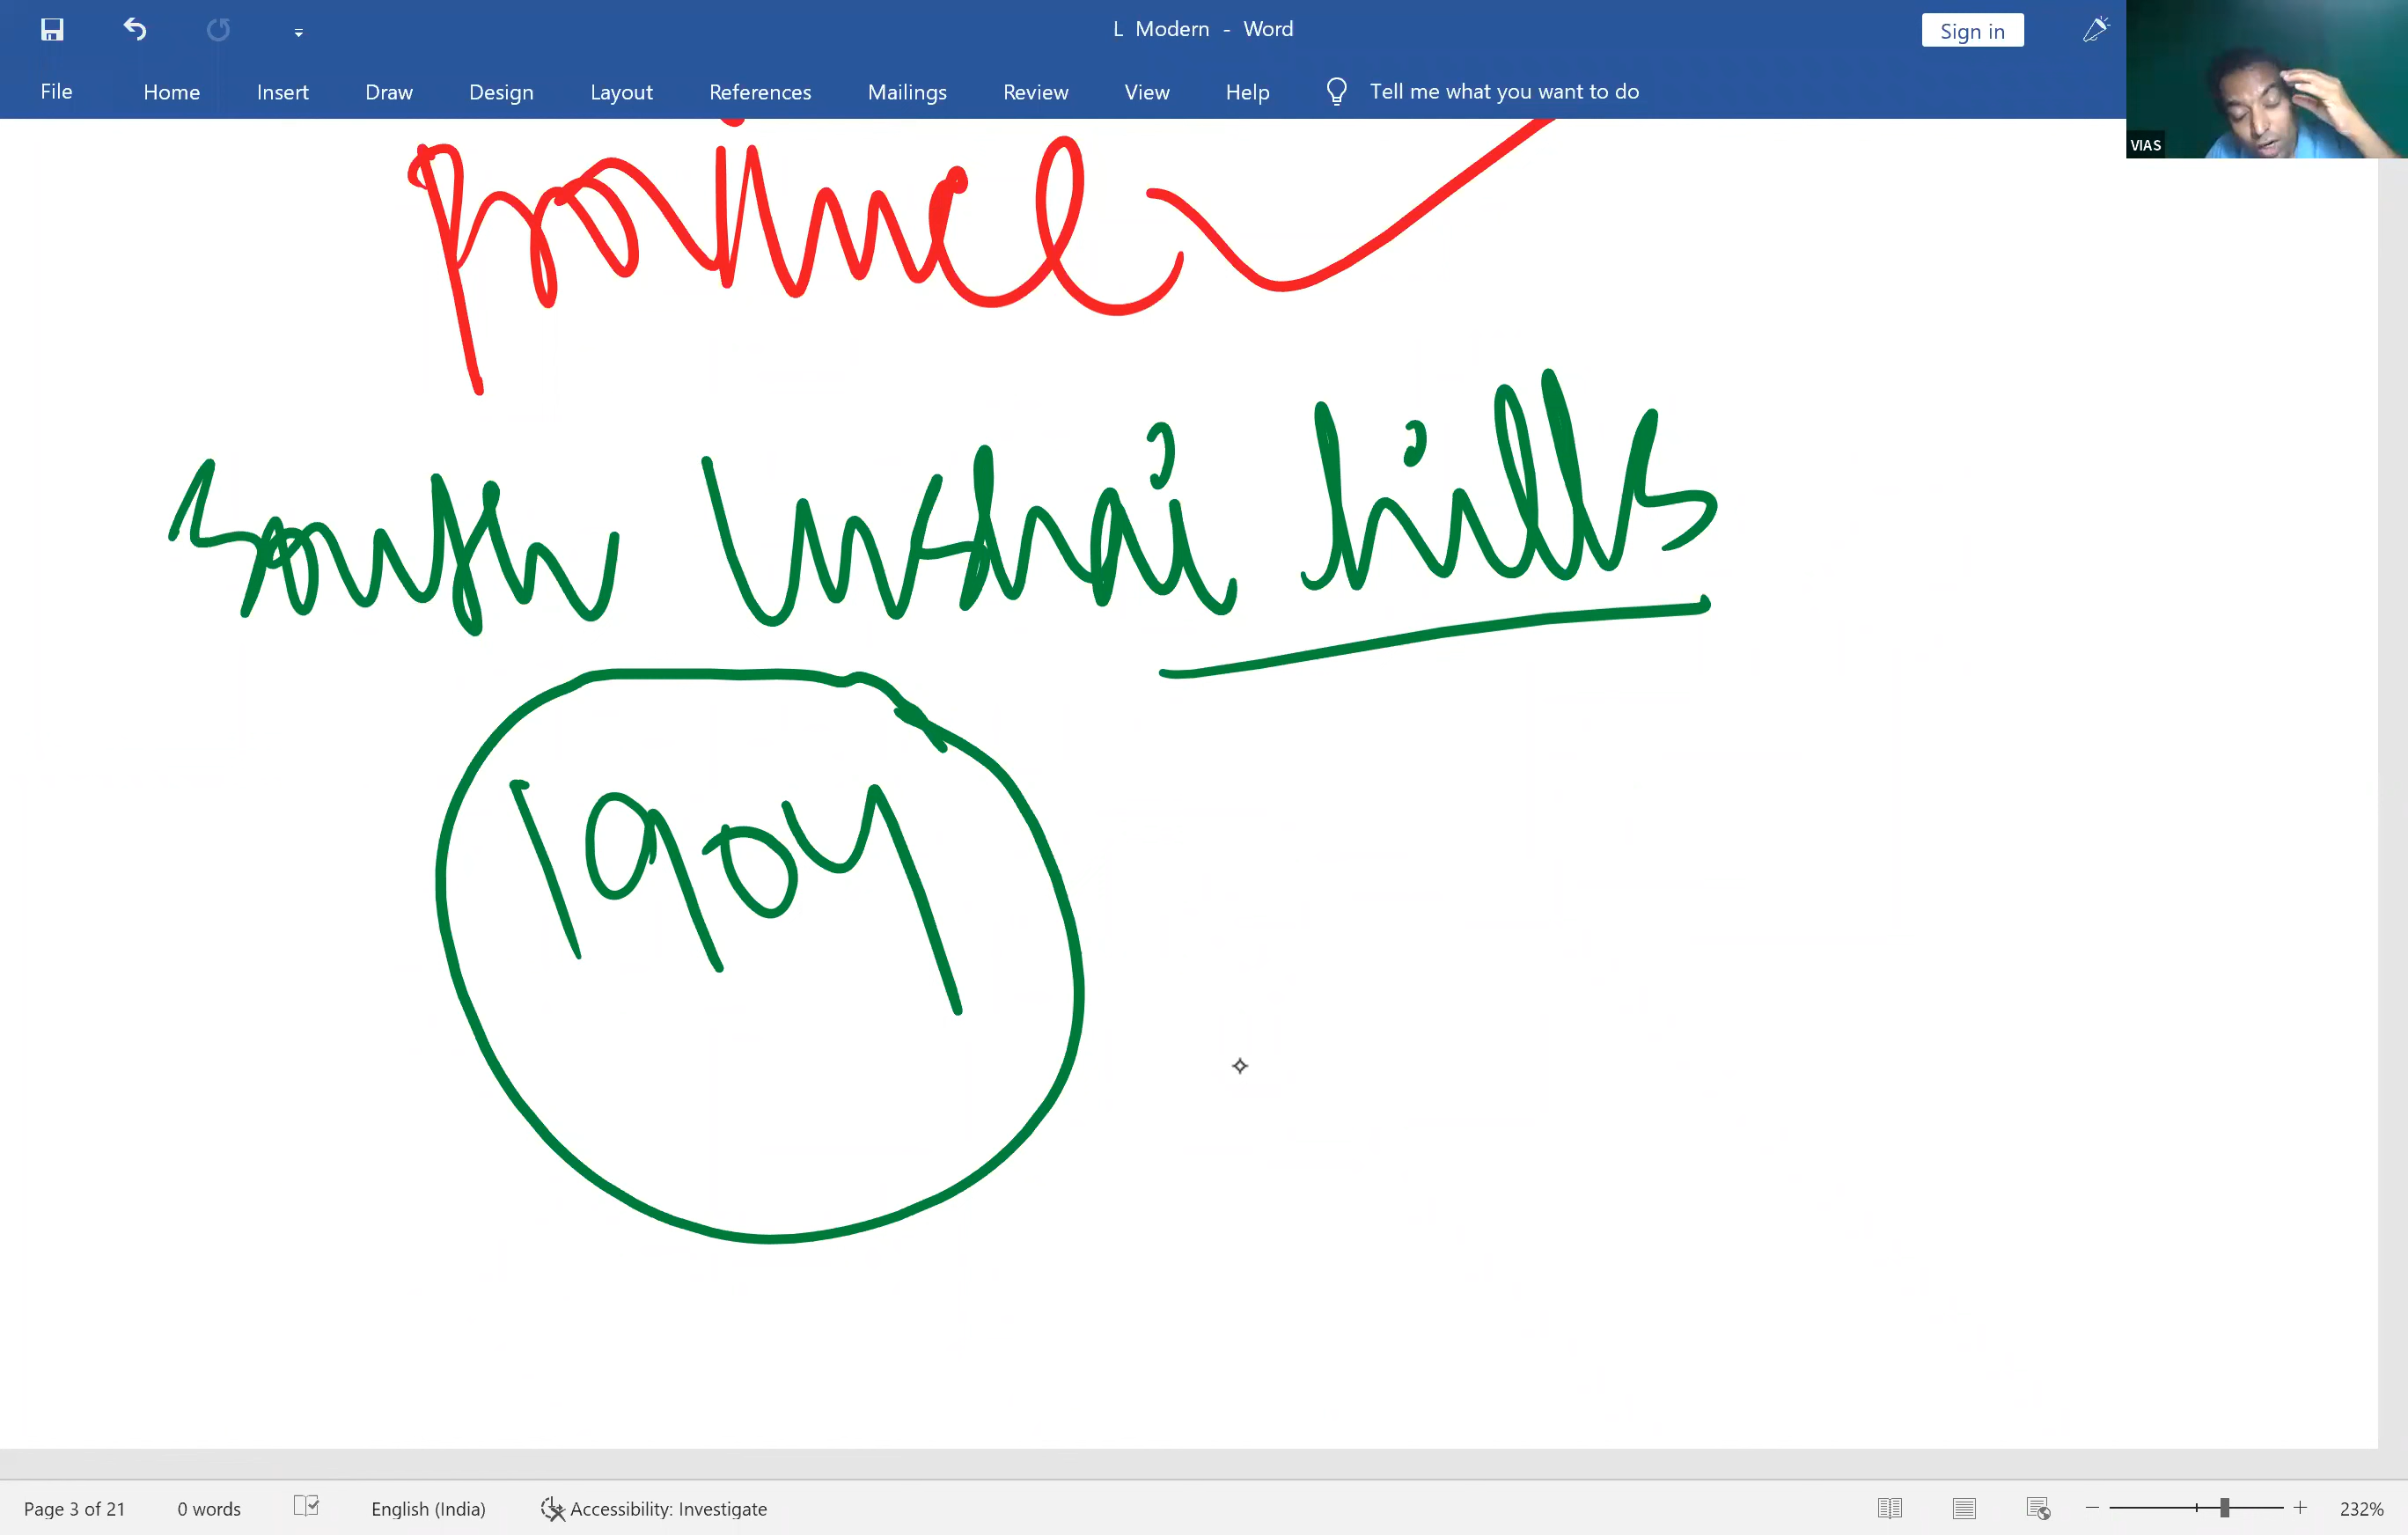 L Modern - Word
Sign in
VIAS
File Home Insert Draw Design Layout References Mailings Review View Help Tell me what you want to do
Province
South Lushai hills
1904
Page 3 of 21 0 words English (India) Accessibility: Investigate 232%